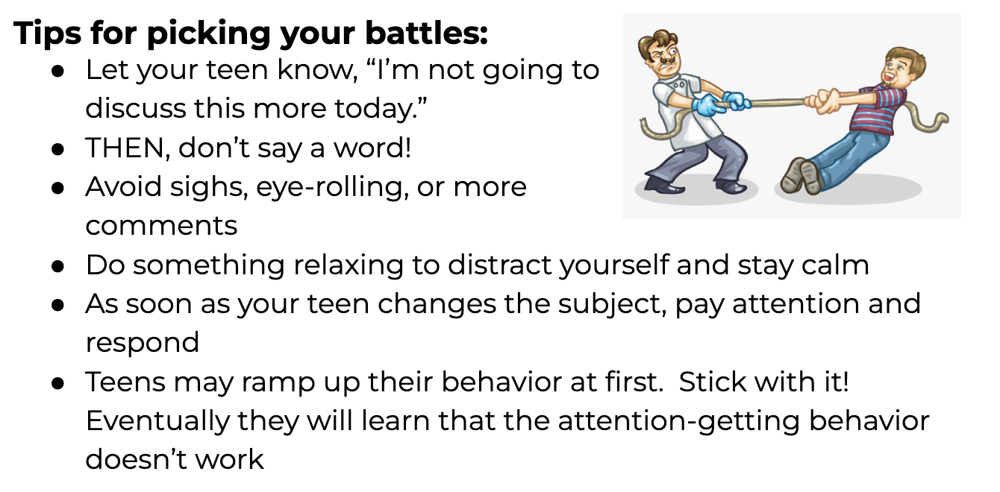 Tips for picking your battles:
● Let your teen know, “I’m not going to
discuss this more today.”
● THEN, don’t say a word!
● Avoid sighs, eye-rolling, or more
comments
● Do something relaxing to distract yourself and stay calm
● As soon as your teen changes the subject, pay attention and
respond
● Teens may ramp up their behavior at first.  Stick with it!
Eventually they will learn that the attention-getting behavior
doesn’t work